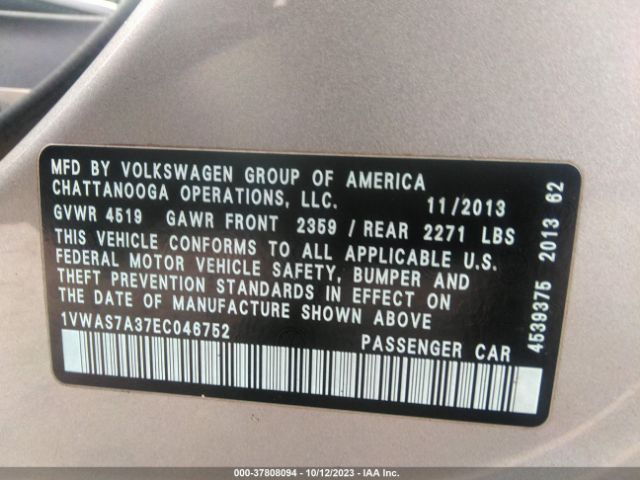 MFD BY VOLKSWAGEN GROUP OF AMERICA
CHATTANOOGA OPERATIONS, LLC. 11/2013
GVWR 4519 GAWR FRONT 2359 / REAR 2271 LBS
THIS VEHICLE CONFORMS TO ALL APPLICABLE U.S.
FEDERAL MOTOR VEHICLE SAFETY, BUMPER AND
THEFT PREVENTION STANDARDS IN EFFECT ON
THE DATE OF MANUFACTURE SHOWN ABOVE
1VWAS7A37EC046752 PASSENGER CAR
4539375 2013 62
000-37808094 - 10/12/2023 - IAA Inc.